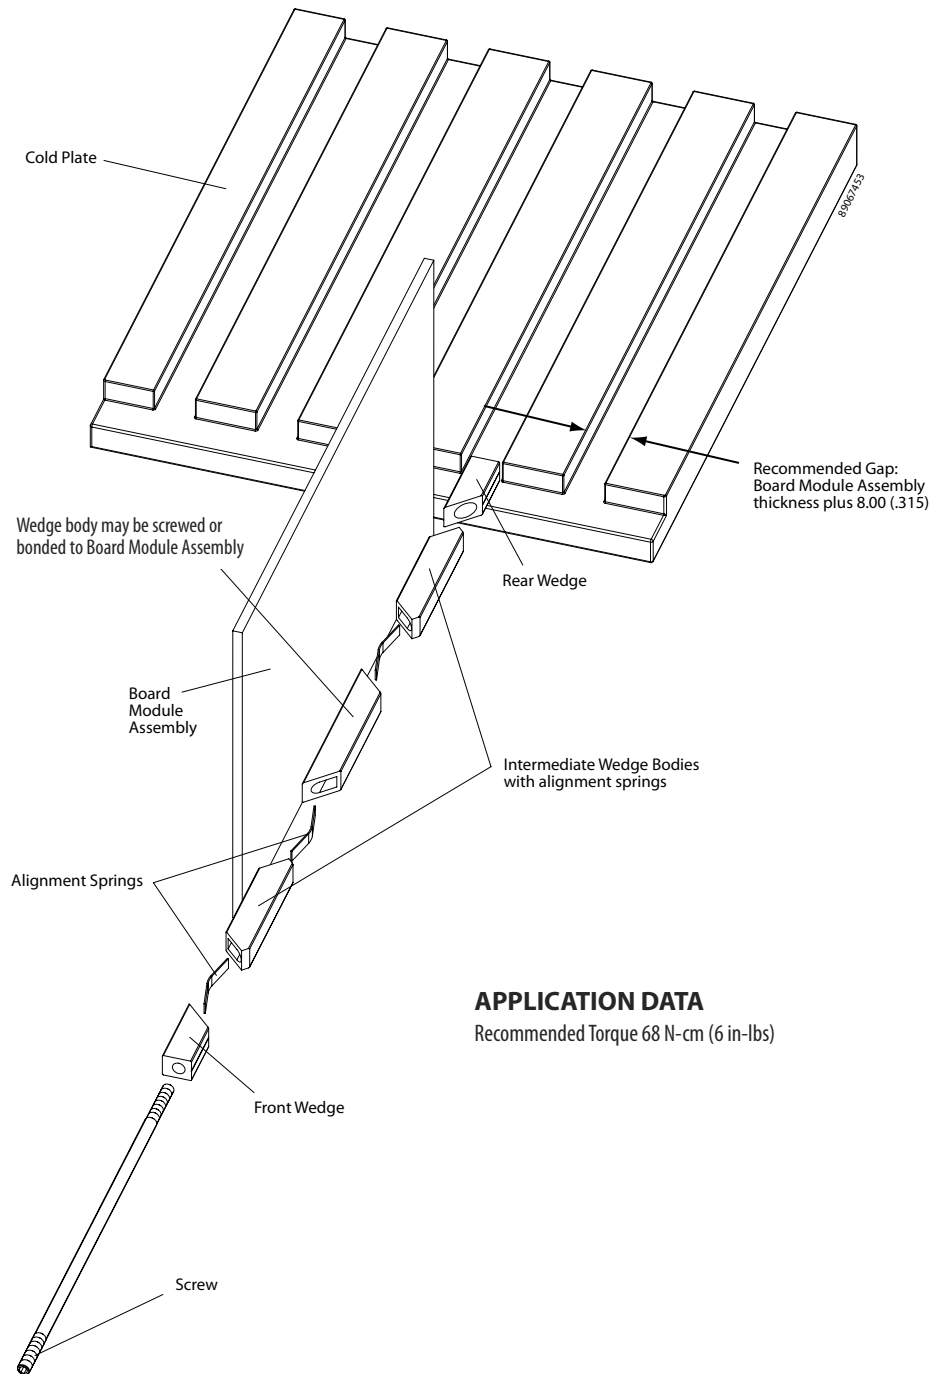 Cold Plate
89067453
Recommended Gap:
Board Module Assembly
thickness plus 8.00 (.315)
Wedge body may be screwed or
bonded to Board Module Assembly
Rear Wedge
Board
Module
Assembly
Intermediate Wedge Bodies
with alignment springs
Alignment Springs
APPLICATION DATA
Recommended Torque 68 N-cm (6 in-lbs)
Front Wedge
Screw